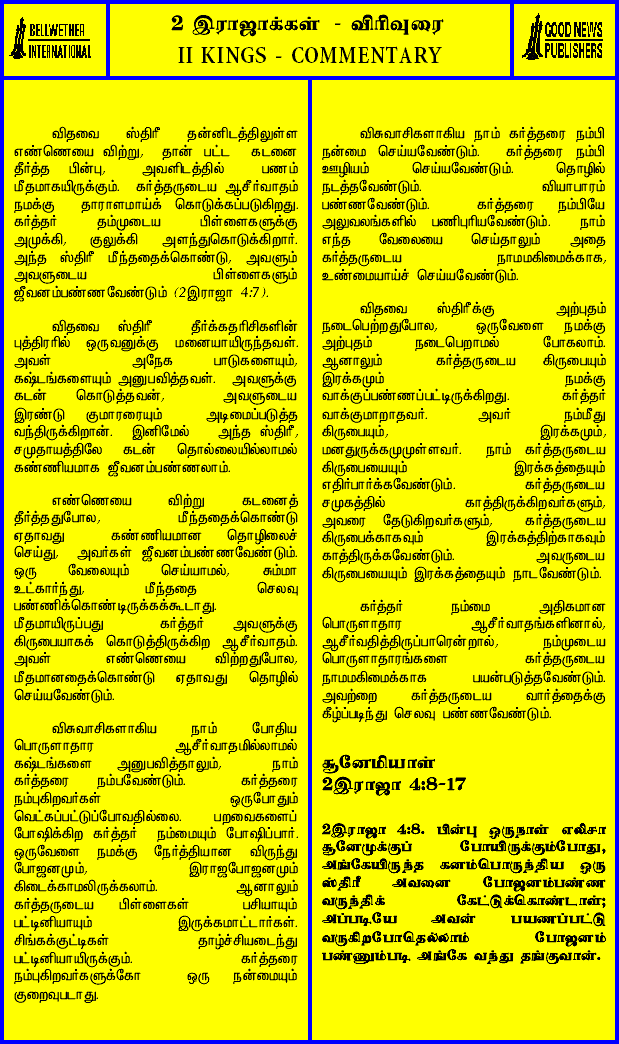 BELLWETHER
INTERNATIONAL
2 இராஜாக்கள் - விரிவுரை
II KINGS - COMMENTARY
GOOD NEWS
PUBLISHERS
விதவை ஸ்திரீ தன்னிடத்திலுள்ள
எண்ணெயை விற்று, தான் பட்ட கடனை
தீர்த்த பின்பு, அவளிடத்தில் பணம்
மீதமாகயிருக்கும். கர்த்தருடைய ஆசீர்வாதம்
நமக்கு தாராளமாய்க் கொடுக்கப்படுகிறது.
கர்த்தர் தம்முடைய பிள்ளைகளுக்கு
அமுக்கி, குலுக்கி அளந்துகொடுக்கிறார்.
அந்த ஸ்திரீ மீந்ததைக்கொண்டு, அவளும்
அவளுடைய பிள்ளைகளும்
ஜீவனம்பண்ணவேண்டும் (2இராஜா 4:7).
விதவை ஸ்திரீ தீர்க்கதரிசிகளின்
புத்திரரில் ஒருவனுக்கு மனையாயிருந்தவள்.
அவள் அநேக பாடுகளையும்,
கஷ்டங்களையும் அனுபவித்தவள். அவளுக்கு
கடன் கொடுத்தவன், அவளுடைய
இரண்டு குமாரரையும் அடிமைப்படுத்த
வந்திருக்கிறான். இனிமேல் அந்த ஸ்திரீ,
சமுதாயத்திலே கடன் தொல்லையில்லாமல்
கண்ணியமாக ஜீவனம்பண்ணலாம்.
எண்ணெயை விற்று கடனைத்
தீர்த்ததுபோல, மீந்ததைக்கொண்டு
ஏதாவது கண்ணியமான தொழிலைச்
செய்து, அவர்கள் ஜீவனம்பண்ணவேண்டும்.
ஒரு வேலையும் செய்யாமல், சும்மா
உட்கார்ந்து, மீந்ததை செலவு
பண்ணிக்கொண்டிருக்கக்கூடாது.
மீதமாயிருப்பது கர்த்தர் அவளுக்கு
கிருபையாகக் கொடுத்திருக்கிற ஆசீர்வாதம்.
அவள் எண்ணெயை விற்றதுபோல,
மீதமானதைக்கொண்டு ஏதாவது தொழில்
செய்யவேண்டும்.
விசுவாசிகளாகிய நாம் போதிய
பொருளாதார ஆசீர்வாதமில்லாமல்
கஷ்டங்களை அனுபவித்தாலும், நாம்
கர்த்தரை நம்பவேண்டும். கர்த்தரை
நம்புகிறவர்கள் ஒருபோதும்
வெட்கப்பட்டுப்போவதில்லை. பறவைகளைப்
போஷிக்கிற கர்த்தர் நம்மையும் போஷிப்பார்.
ஒருவேளை நமக்கு நேர்த்தியான விருந்து
போஜனமும், இராஜபோஜனமும்
கிடைக்காமலிருக்கலாம். ஆனாலும்
கர்த்தருடைய பிள்ளைகள் பசியாயும்
பட்டினியாயும் இருக்கமாட்டார்கள்.
சிங்கக்குட்டிகள் தாழ்ச்சியடைந்து
பட்டினியாயிருக்கும். கர்த்தரை
நம்புகிறவர்களுக்கோ ஒரு நன்மையும்
குறைவுபடாது.
விசுவாசிகளாகிய நாம் கர்த்தரை நம்பி
நன்மை செய்யவேண்டும். கர்த்தரை நம்பி
ஊழியம் செய்யவேண்டும். தொழில்
நடத்தவேண்டும். வியாபாரம்
பண்ணவேண்டும். கர்த்தரை நம்பியே
அலுவலங்களில் பணிபுரியவேண்டும். நாம்
எந்த வேலையை செய்தாலும் அதை
கர்த்தருடைய நாமமகிமைக்காக,
உண்மையாய்ச் செய்யவேண்டும்.
விதவை ஸ்திரீக்கு அற்புதம்
நடைபெற்றதுபோல, ஒருவேளை நமக்கு
அற்புதம் நடைபெறாமல் போகலாம்.
ஆனாலும் கர்த்தருடைய கிருபையும்
இரக்கமும் நமக்கு
வாக்குப்பண்ணப்பட்டிருக்கிறது. கர்த்தர்
வாக்குமாறாதவர். அவர் நம்மீது
கிருபையும், இரக்கமும்,
மனதுருக்கமுமுள்ளவர். நாம் கர்த்தருடைய
கிருபையையும் இரக்கத்தையும்
எதிர்பார்க்கவேண்டும். கர்த்தருடைய
சமுகத்தில் காத்திருக்கிறவர்களும்,
அவரை தேடுகிறவர்களும், கர்த்தருடைய
கிருபைக்காகவும் இரக்கத்திற்காகவும்
காத்திருக்கவேண்டும். அவருடைய
கிருபையையும் இரக்கத்தையும் நாடவேண்டும்.
கர்த்தர் நம்மை அதிகமான
பொருளாதார ஆசீர்வாதங்களினால்,
ஆசீர்வதித்திருப்பாரென்றால், நம்முடைய
பொருளாதாரங்களை கர்த்தருடைய
நாமமகிமைக்காக பயன்படுத்தவேண்டும்.
அவற்றை கர்த்தருடைய வார்த்தைக்கு
கீழ்ப்படிந்து செலவு பண்ணவேண்டும்.
சூனேமியாள்
2இராஜா 4:8-17
2இராஜா 4:8. பின்பு ஒருநாள் எலிசா
சூனேமுக்குப் போயிருக்கும்போது,
அங்கேயிருந்த கனம்பொருந்திய ஒரு
ஸ்திரீ அவனை போஜனம்பண்ண
வருந்திக் கேட்டுக்கொண்டாள்;
அப்படியே அவன் பயணப்பட்டு
வருகிறபோதெல்லாம் போஜனம்
பண்ணும்படி அங்கே வந்து தங்குவான்.